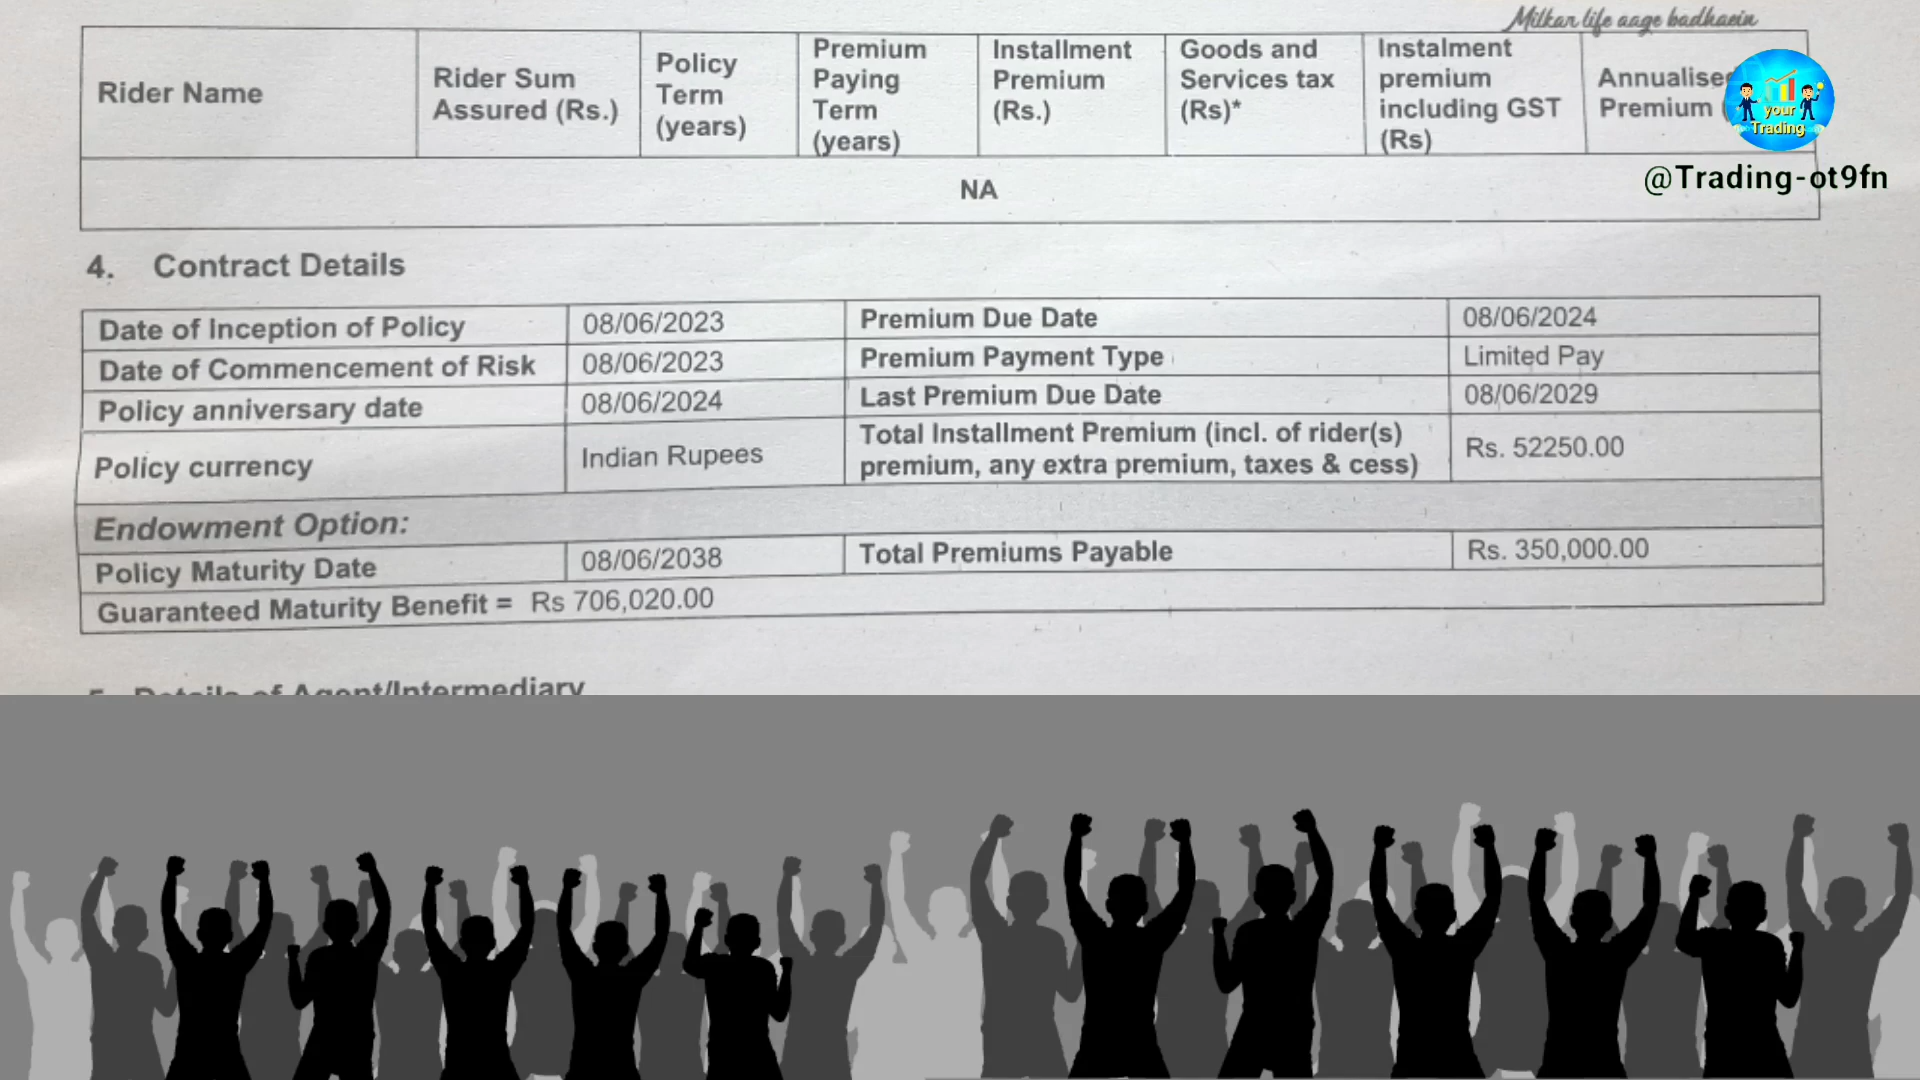 Milkar life aage badhaein
Rider Name
Rider Sum
Assured (Rs.)
Policy
Term
(years)
Premium
Paying
Term
(years)
Installment
Premium
(Rs.)
Goods and
Services tax
(Rs)*
Instalment
premium
including GST
(Rs)
Annualised
Premium (
your
Trading
@Trading-ot9fn
NA
4. Contract Details
Date of Inception of Policy 08/06/2023 Premium Due Date 08/06/2024
Date of Commencement of Risk 08/06/2023 Premium Payment Type Limited Pay
Policy anniversary date 08/06/2024 Last Premium Due Date 08/06/2029
Policy currency Indian Rupees Total Installment Premium (incl. of rider(s)
premium, any extra premium, taxes & cess) Rs. 52250.00
Endowment Option:
Policy Maturity Date 08/06/2038 Total Premiums Payable Rs. 350,000.00
Guaranteed Maturity Benefit = Rs 706,020.00
5. Details of Agent/Intermediary